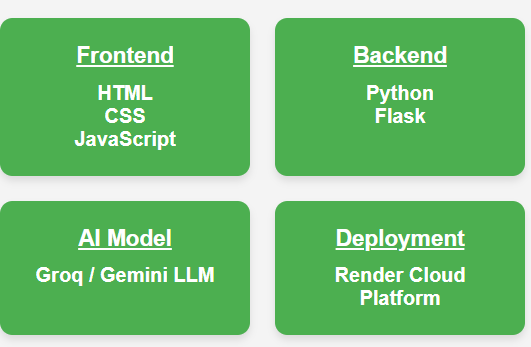 Frontend
HTML
CSS
JavaScript
Backend
Python
Flask
AI Model
Groq / Gemini LLM
Deployment
Render Cloud
Platform